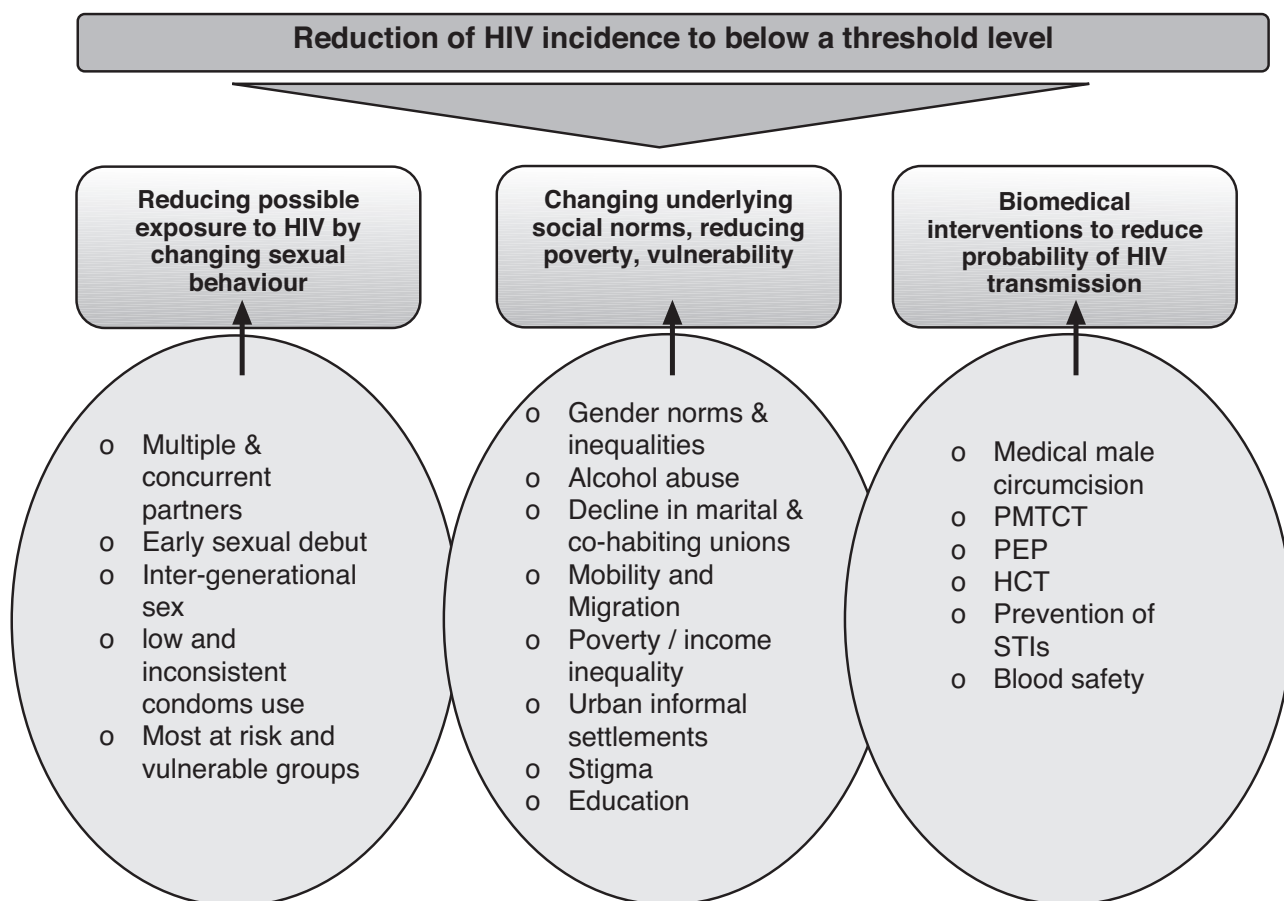 Reduction of HIV incidence to below a threshold level
Reducing possible
exposure to HIV by
changing sexual
behaviour
Changing underlying
social norms, reducing
poverty, vulnerability
Biomedical
interventions to reduce
probability of HIV
transmission
o Multiple &
concurrent
partners
o Early sexual debut
o Inter-generational
sex
o low and
inconsistent
condoms use
o Most at risk and
vulnerable groups
o Gender norms &
inequalities
o Alcohol abuse
o Decline in marital &
co-habiting unions
o Mobility and
Migration
o Poverty / income
inequality
o Urban informal
settlements
o Stigma
o Education
o Medical male
circumcision
o PMTCT
o PEP
o HCT
o Prevention of
STIs
o Blood safety